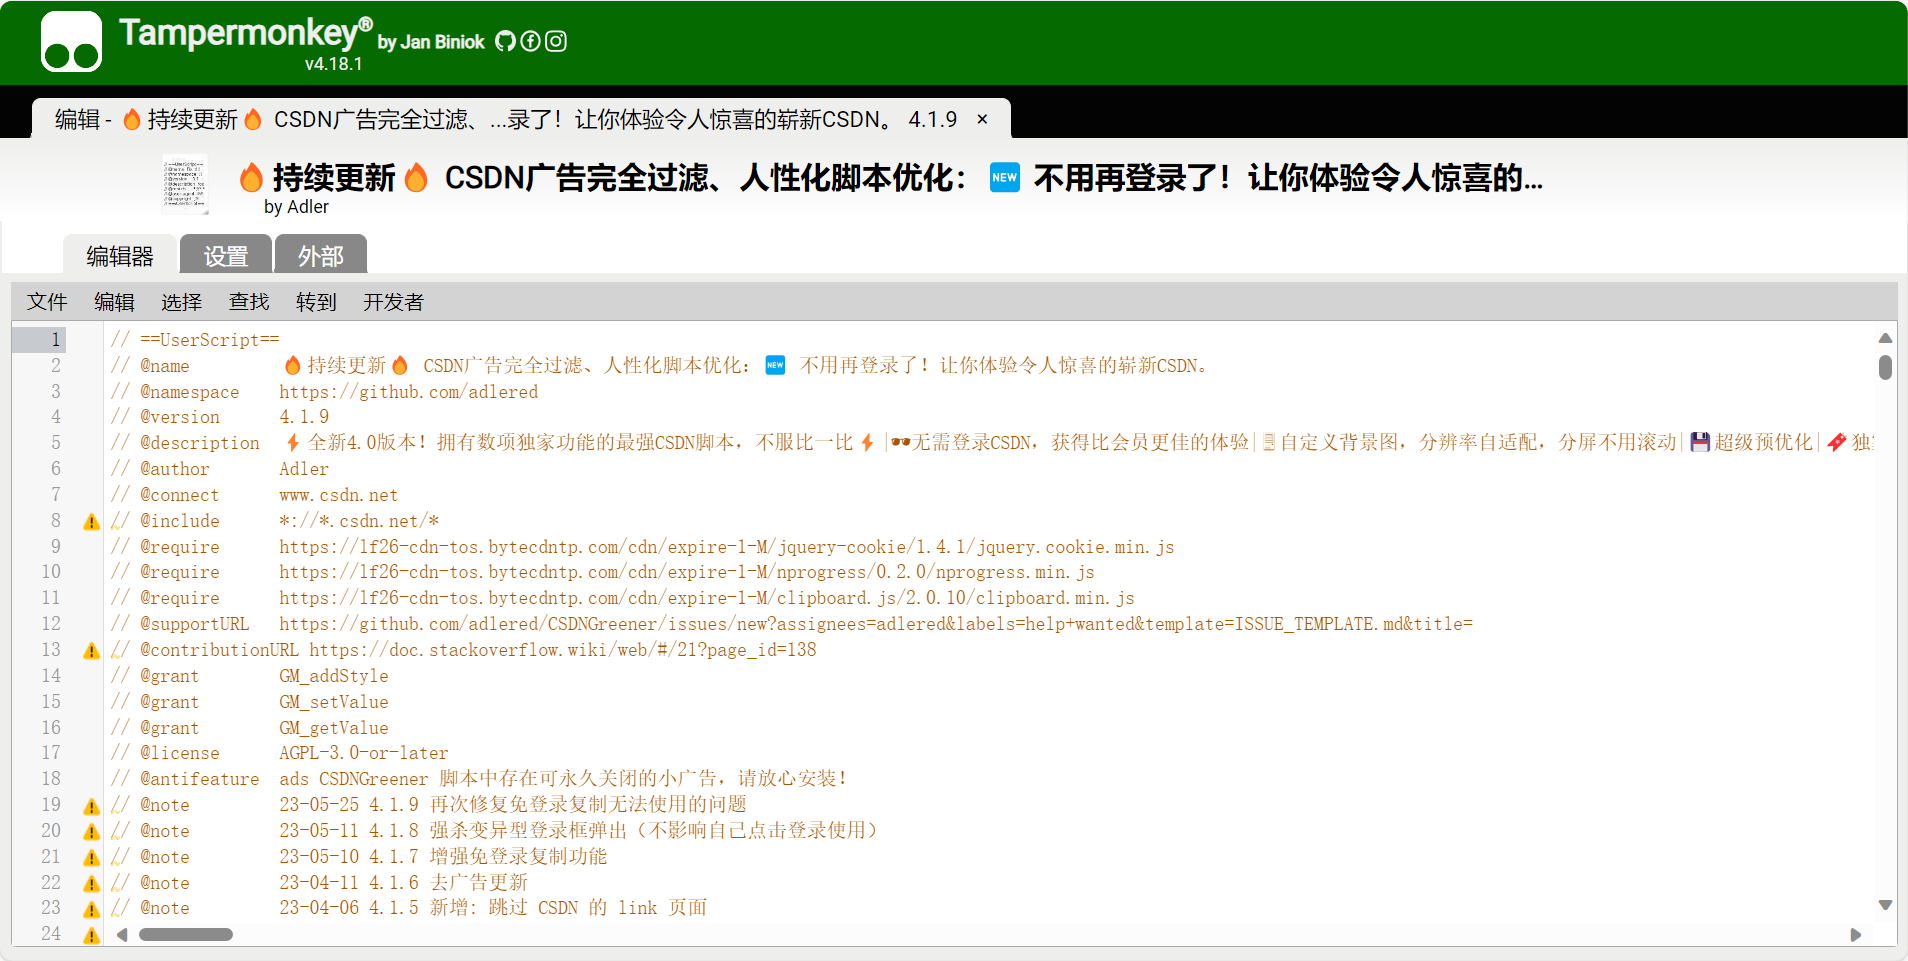 Tampermonkey® by Jan Biniok
v4.18.1
编辑 - 🔥持续更新🔥 CSDN广告完全过滤、...录了！让你体验令人惊喜的崭新CSDN。 4.1.9 ×
🔥持续更新🔥 CSDN广告完全过滤、人性化脚本优化：🆕 不用再登录了！让你体验令人惊喜的...
by Adler
编辑器 设置 外部
文件 编辑 选择 查找 转到 开发者
1 // ==UserScript==
2 // @name 🔥持续更新🔥 CSDN广告完全过滤、人性化脚本优化：🆕 不用再登录了！让你体验令人惊喜的崭新CSDN。
3 // @namespace https://github.com/adlered
4 // @version 4.1.9
5 // @description ⚡全新4.0版本！拥有数项独家功能的最强CSDN脚本，不服比一比⚡|🕶️无需登录CSDN，获得比会员更佳的体验|🧾自定义背景图，分辨率自适配，分屏不用滚动|💾超级预优化|🔖独
6 // @author Adler
7 // @connect www.csdn.net
8 // @include *://*.csdn.net/*
9 // @require https://lf26-cdn-tos.bytecdntp.com/cdn/expire-1-M/jquery-cookie/1.4.1/jquery.cookie.min.js
10 // @require https://lf26-cdn-tos.bytecdntp.com/cdn/expire-1-M/nprogress/0.2.0/nprogress.min.js
11 // @require https://lf26-cdn-tos.bytecdntp.com/cdn/expire-1-M/clipboard.js/2.0.10/clipboard.min.js
12 // @supportURL https://github.com/adlered/CSDNGreener/issues/new?assignees=adlered&labels=help+wanted&template=ISSUE_TEMPLATE.md&title=
13 // @contributionURL https://doc.stackoverflow.wiki/web/#/21?page_id=138
14 // @grant GM_addStyle
15 // @grant GM_setValue
16 // @grant GM_getValue
17 // @license AGPL-3.0-or-later
18 // @antifeature ads CSDNGreener 脚本中存在可永久关闭的小广告，请放心安装！
19 // @note 23-05-25 4.1.9 再次修复免登录复制无法使用的问题
20 // @note 23-05-11 4.1.8 强杀变异型登录框弹出（不影响自己点击登录使用）
21 // @note 23-05-10 4.1.7 增强免登录复制功能
22 // @note 23-04-11 4.1.6 去广告更新
23 // @note 23-04-06 4.1.5 新增: 跳过 CSDN 的 link 页面
24